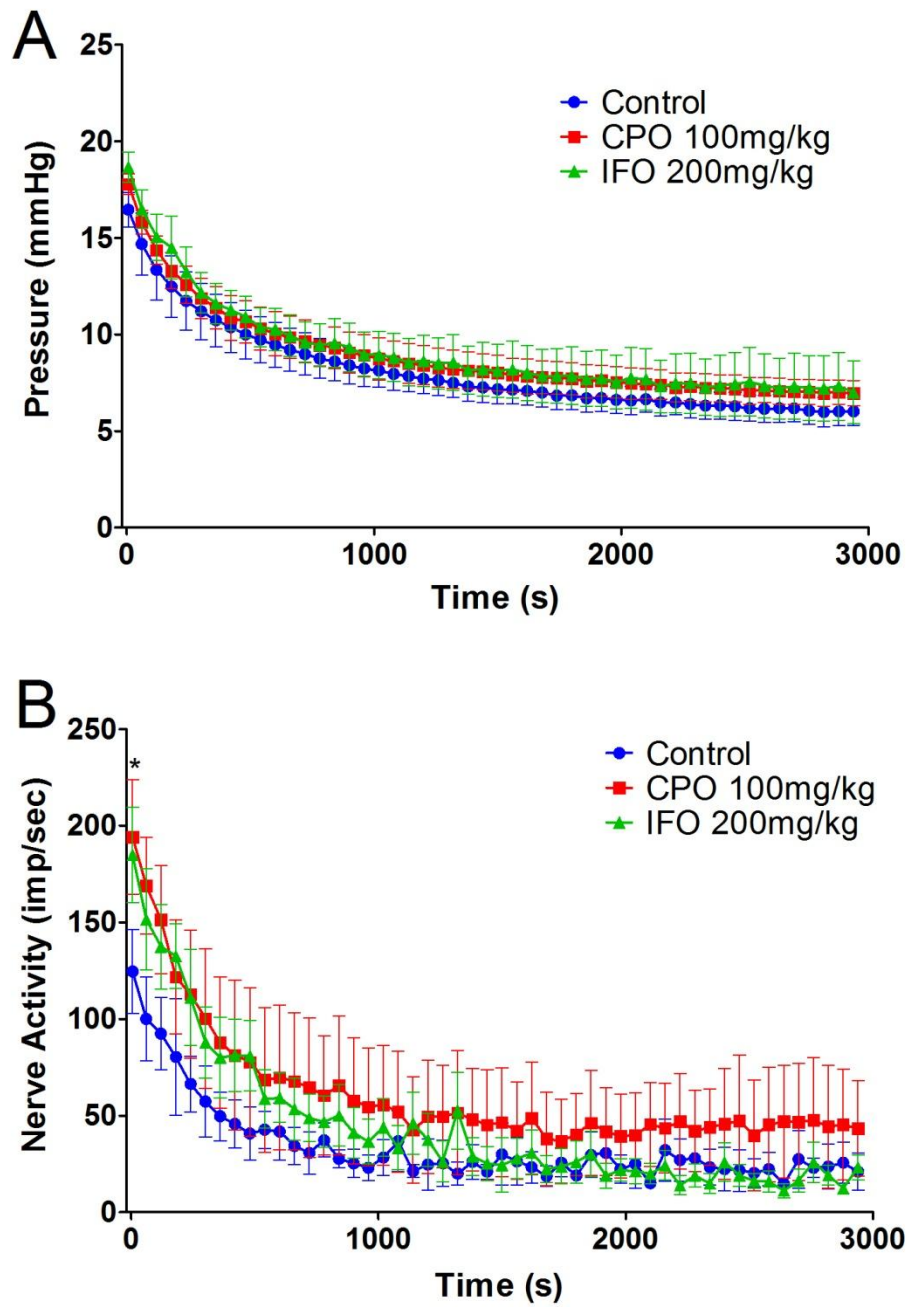 A
Pressure (mmHg)
25
20
15
10
5
0
Control
CPO 100mg/kg
IFO 200mg/kg
0 1000 2000 3000
Time (s)
B
Nerve Activity (imp/sec)
250
200
150
100
50
0
*
Control
CPO 100mg/kg
IFO 200mg/kg
0 1000 2000 3000
Time (s)